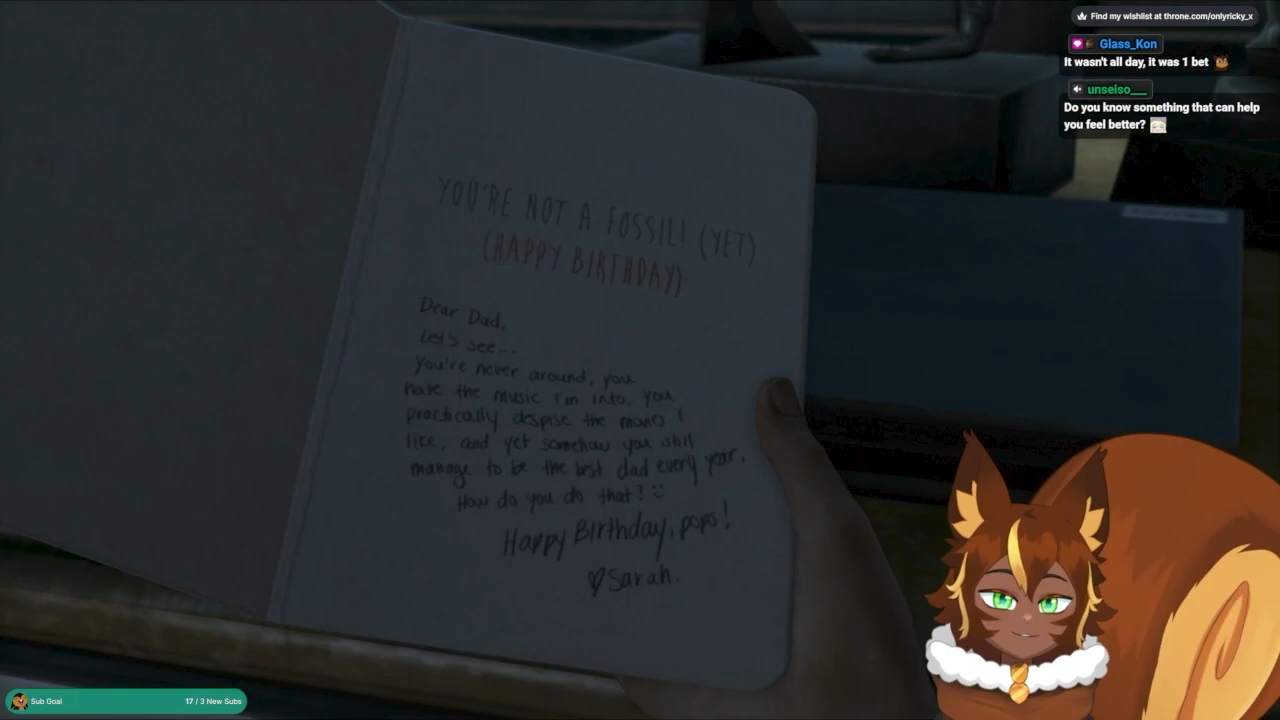 Find my wishlist at throne.com/onlyricky_x
Glass_Kon
It wasn't all day, it was 1 bet
unseiso___
Do you know something that can help
you feel better?
YOU'RE NOT A FOSSIL! (YET)
(HAPPY BIRTHDAY)
Dear Dad,
Let's see...
You're never around, you
hate the music I'm into, you
practically despise the movies I
like, and yet somehow you still
manage to be the best dad every year.
How do you do that? :)
Happy Birthday, pops!
♡ Sarah.
Sub Goal
17 / 3 New Subs